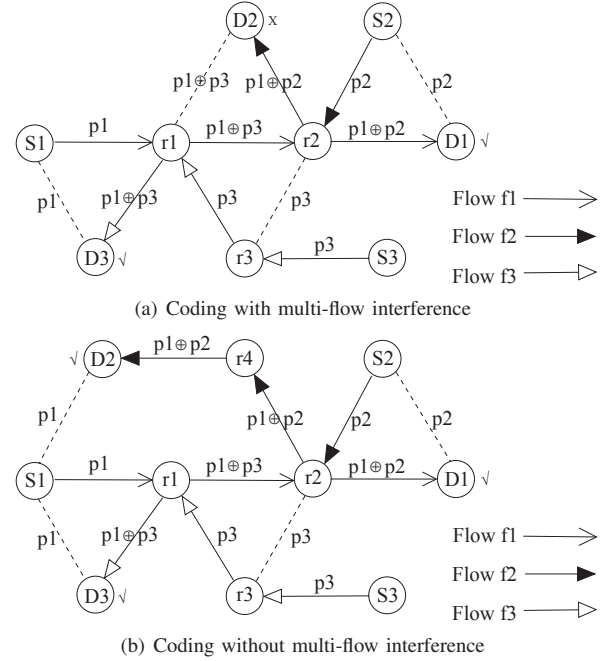 D2 x S2
p1⊕p3 p1⊕p2 p2 p2
S1 p1 r1 p1⊕p3 r2 p1⊕p2 D1 √
p1 p1⊕p3 p3 p3
Flow f1
D3 √ r3 p3 S3
Flow f2
Flow f3
(a) Coding with multi-flow interference
√ D2 p1⊕p2 r4 S2
p1 p1⊕p2 p2 p2
S1 p1 r1 p1⊕p3 r2 p1⊕p2 D1 √
p1 p1⊕p3 p3 p3
Flow f1
D3 √ r3 p3 S3
Flow f2
Flow f3
(b) Coding without multi-flow interference